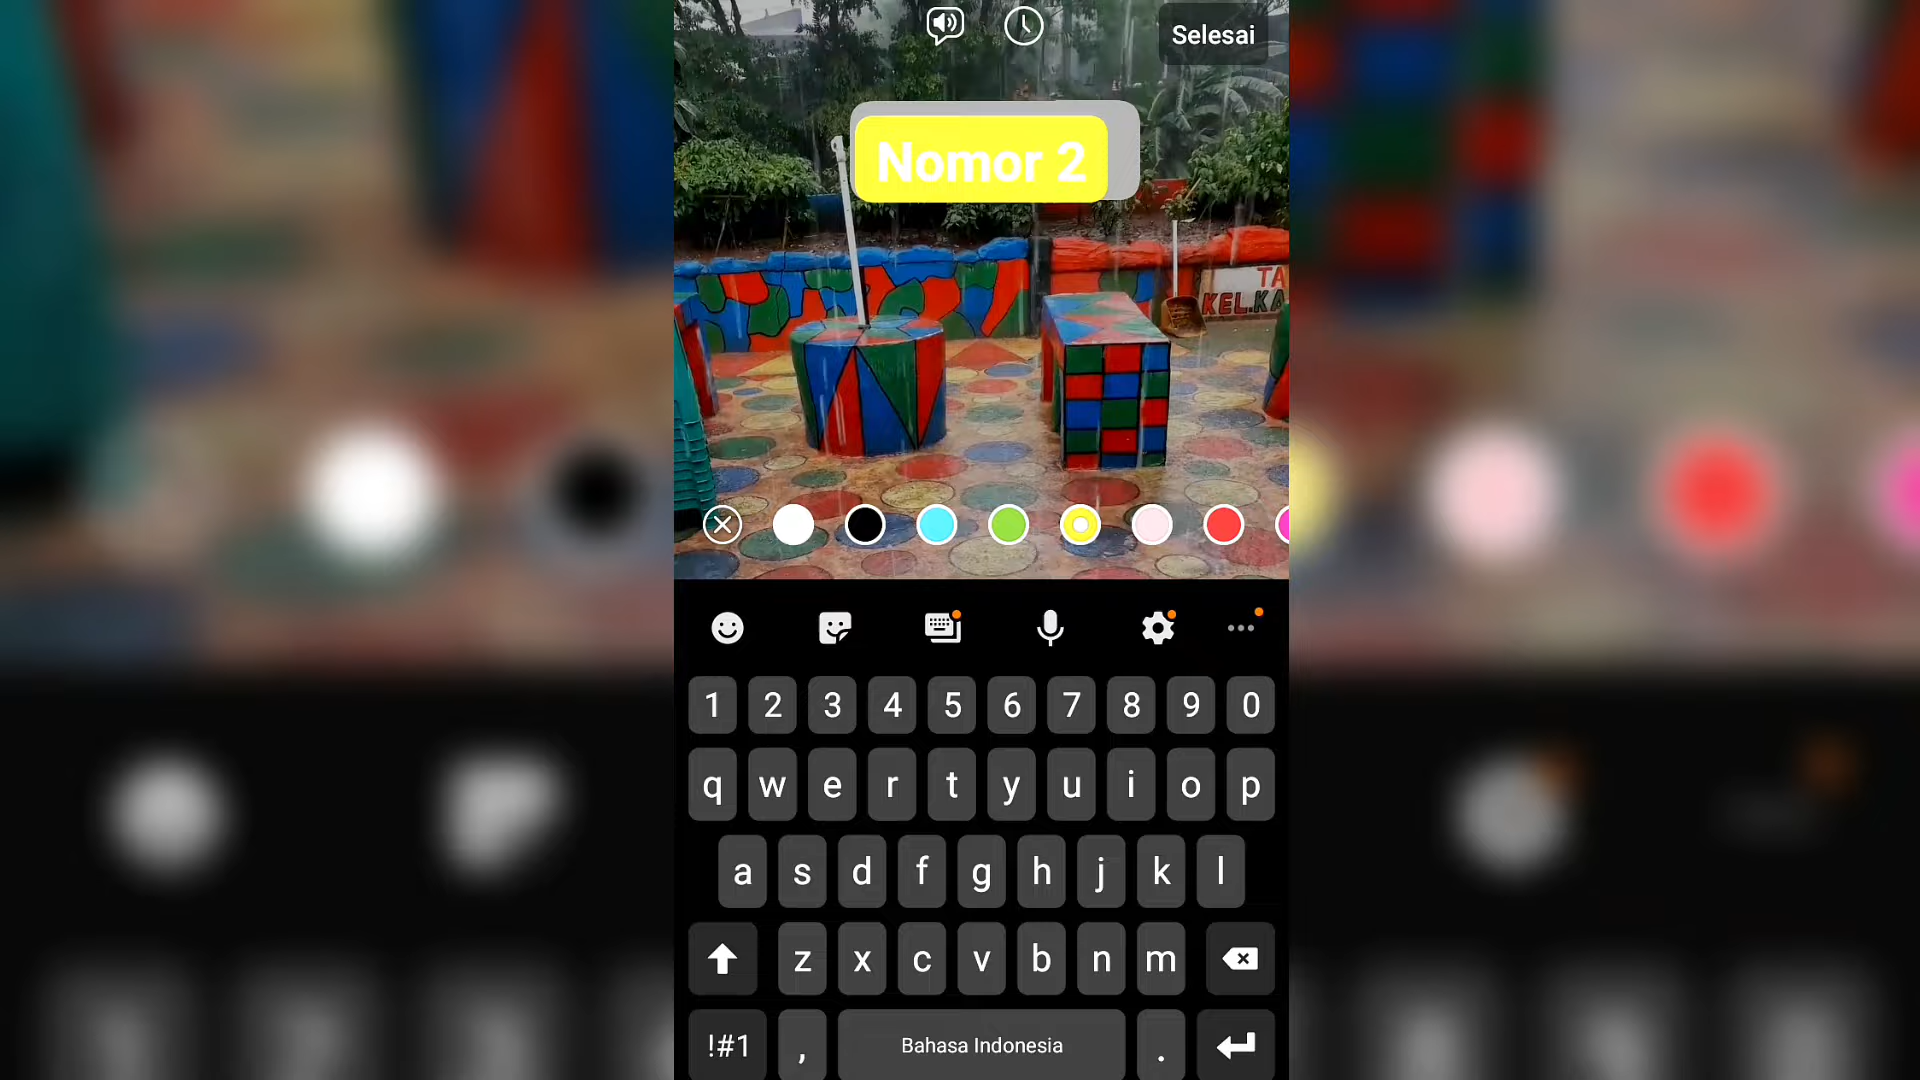 Selesai
Nomor 2
TA
KEL.KA
1 2 3 4 5 6 7 8 9 0
q w e r t y u i o p
a s d f g h j k l
z x c v b n m
!#1 , Bahasa Indonesia .